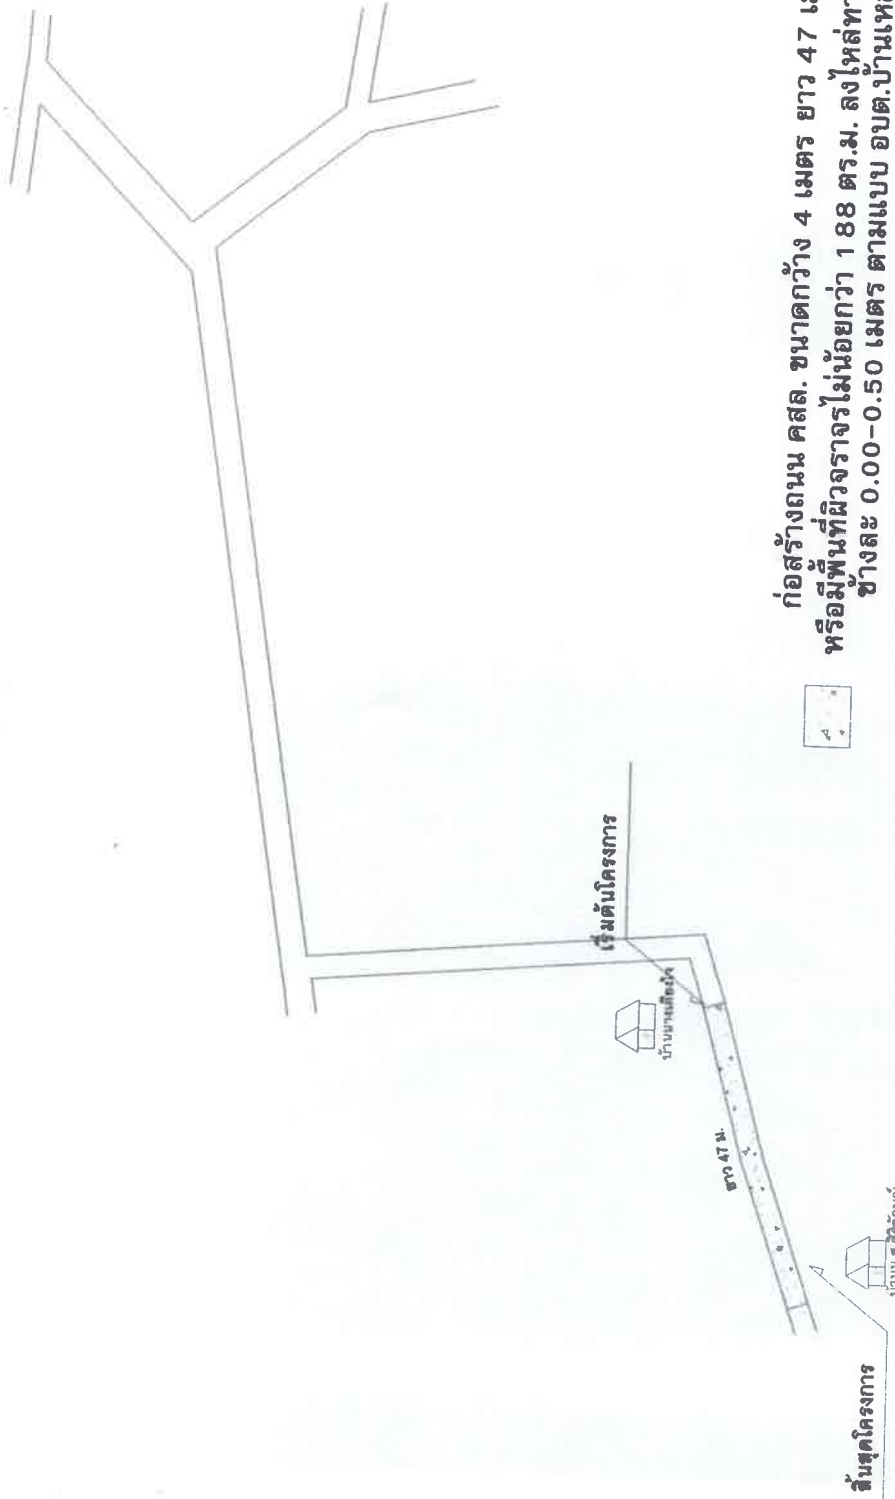 ก่อสร้างถนน คสล. ขนาดกว้าง 4 เมตร ยาว 47
หรือมีพื้นที่ผิวจราจรไม่น้อยกว่า 188 ตร.ม. ลงไหล่ทา
ข้างละ 0.00-0.50 เมตร ตามแบบ อบต.บ้านเห
เริ่มต้นโครงการ
ยาว 47 ม.
สิ้นสุดโครงการ